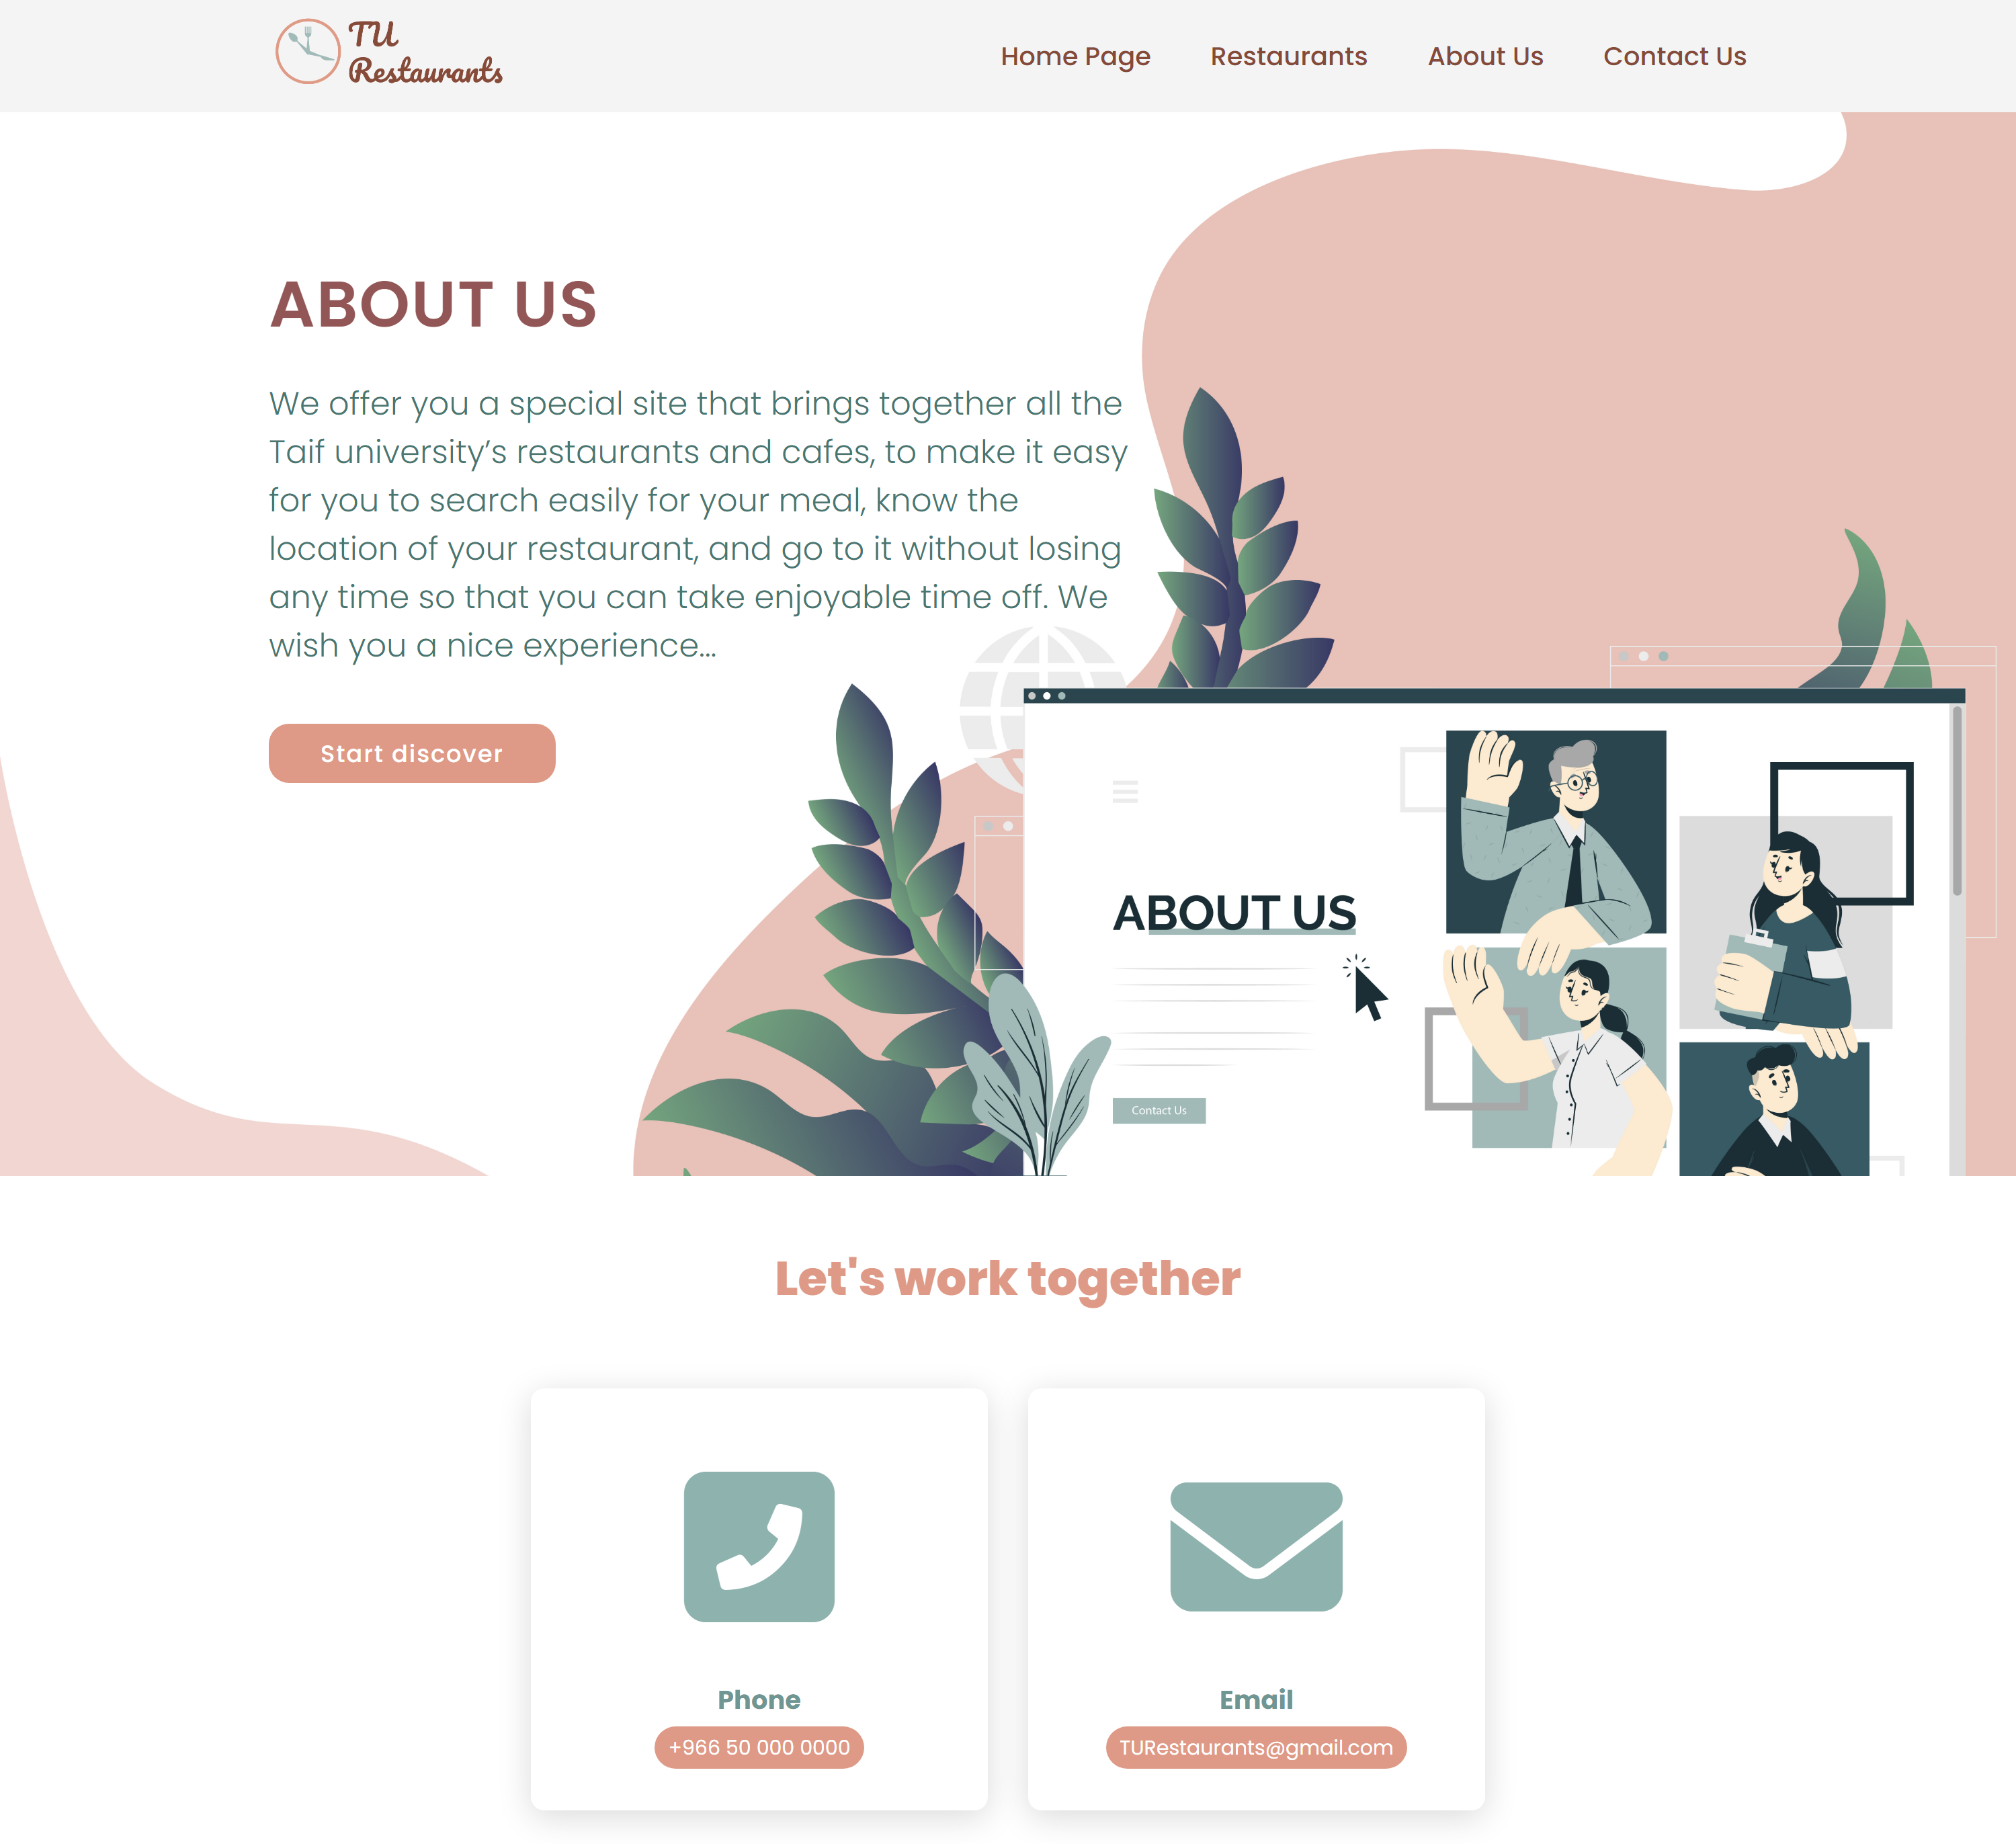 TU
Restaurants
Home Page
Restaurants
About Us
Contact Us
ABOUT US
We offer you a special site that brings together all the
Taif university’s restaurants and cafes, to make it easy
for you to search easily for your meal, know the
location of your restaurant, and go to it without losing
any time so that you can take enjoyable time off. We
wish you a nice experience...
Start discover
ABOUT US
Contact Us
Let's work together
Phone
+966 50 000 0000
Email
TURestaurants@gmail.com